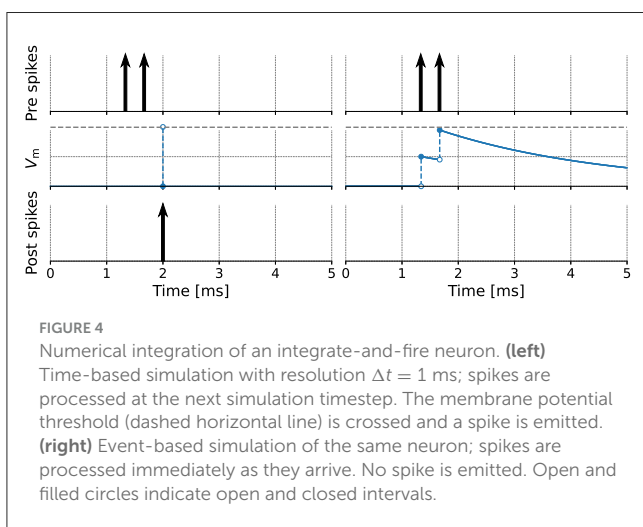 Pre spikes
Vm
Post spikes
0 1 2 3 4 5 0 1 2 3 4 5
Time [ms] Time [ms]
FIGURE 4
Numerical integration of an integrate-and-fire neuron. (left)
Time-based simulation with resolution Δt = 1 ms; spikes are
processed at the next simulation timestep. The membrane potential
threshold (dashed horizontal line) is crossed and a spike is emitted.
(right) Event-based simulation of the same neuron; spikes are
processed immediately as they arrive. No spike is emitted. Open and
filled circles indicate open and closed intervals.